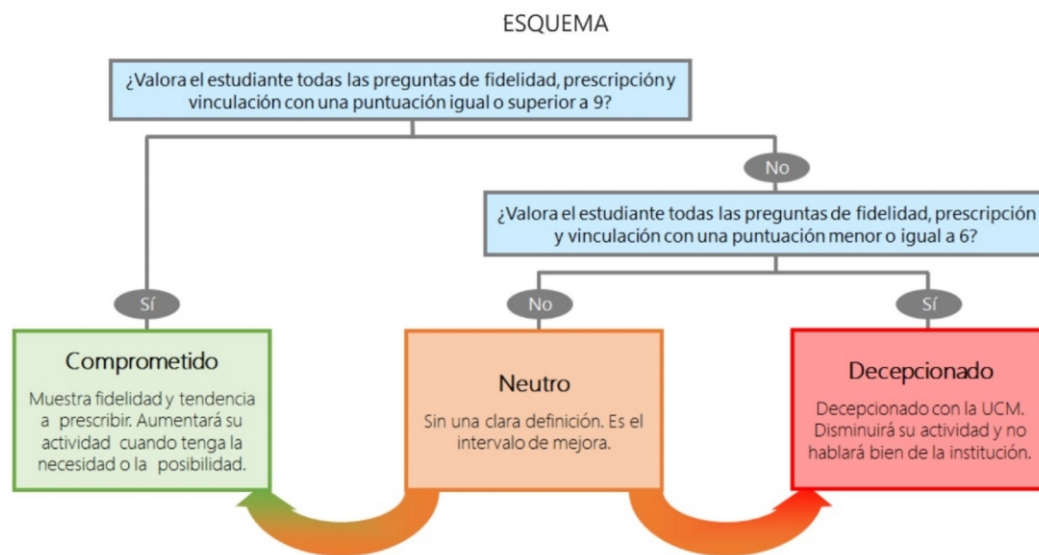 ESQUEMA
¿Valora el estudiante todas las preguntas de fidelidad, prescripción y
vinculación con una puntuación igual o superior a 9?
No
¿Valora el estudiante todas las preguntas de fidelidad, prescripción
y vinculación con una puntuación menor o igual a 6?
Sí
No
Sí
Comprometido
Muestra fidelidad y tendencia
a prescribir. Aumentará su
actividad cuando tenga la
necesidad o la posibilidad.
Neutro
Sin una clara definición. Es el
intervalo de mejora.
Decepcionado
Decepcionado con la UCM.
Disminuirá su actividad y no
hablará bien de la institución.